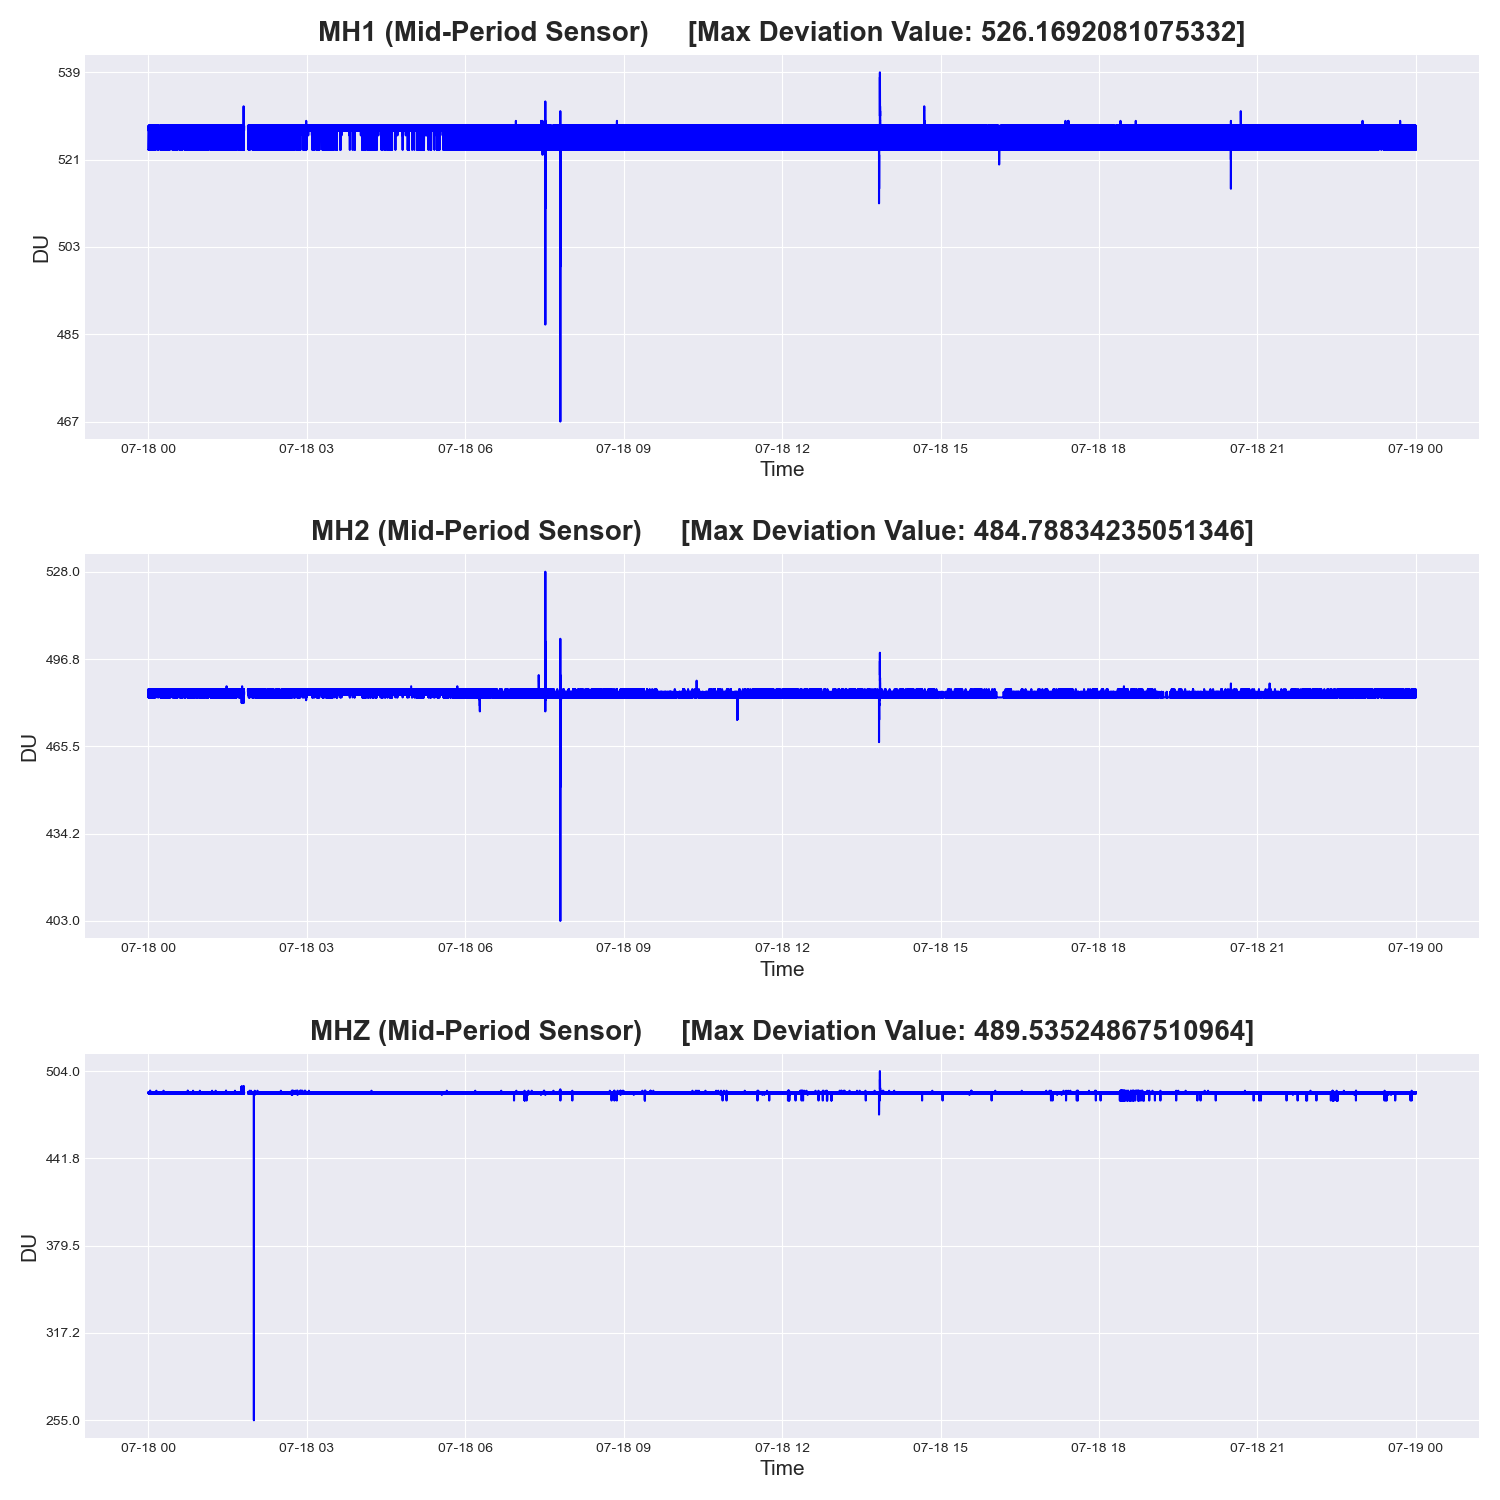 MH1 (Mid-Period Sensor)     [Max Deviation Value: 526.1692081075332]
539
521
503
485
467
DU
07-18 00 07-18 03 07-18 06 07-18 09 07-18 12 07-18 15 07-18 18 07-18 21 07-19 00
Time
MH2 (Mid-Period Sensor)     [Max Deviation Value: 484.78834235051346]
528.0
496.8
465.5
434.2
403.0
DU
07-18 00 07-18 03 07-18 06 07-18 09 07-18 12 07-18 15 07-18 18 07-18 21 07-19 00
Time
MHZ (Mid-Period Sensor)     [Max Deviation Value: 489.53524867510964]
504.0
441.8
379.5
317.2
255.0
DU
07-18 00 07-18 03 07-18 06 07-18 09 07-18 12 07-18 15 07-18 18 07-18 21 07-19 00
Time